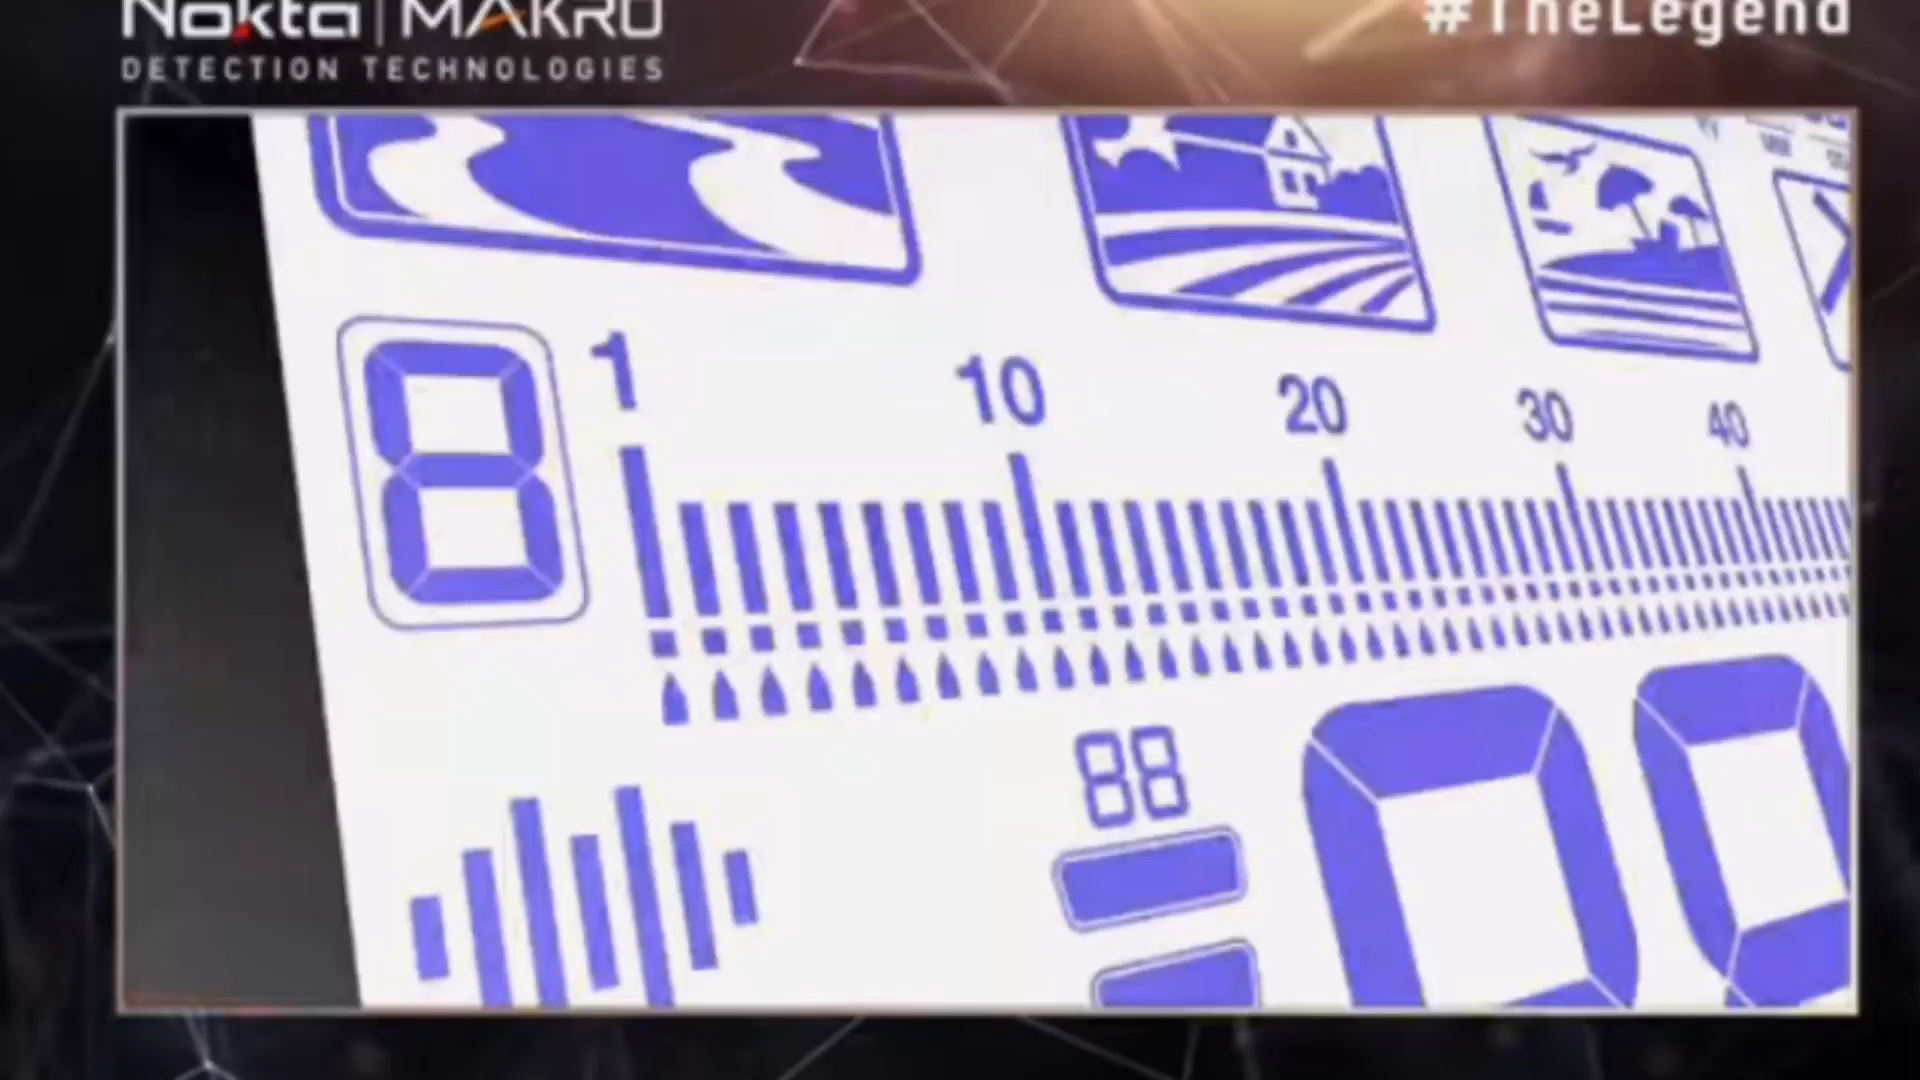 Nokta | MAKRO
#TheLegend
DETECTION TECHNOLOGIES
8
1 10 20 30 40
88